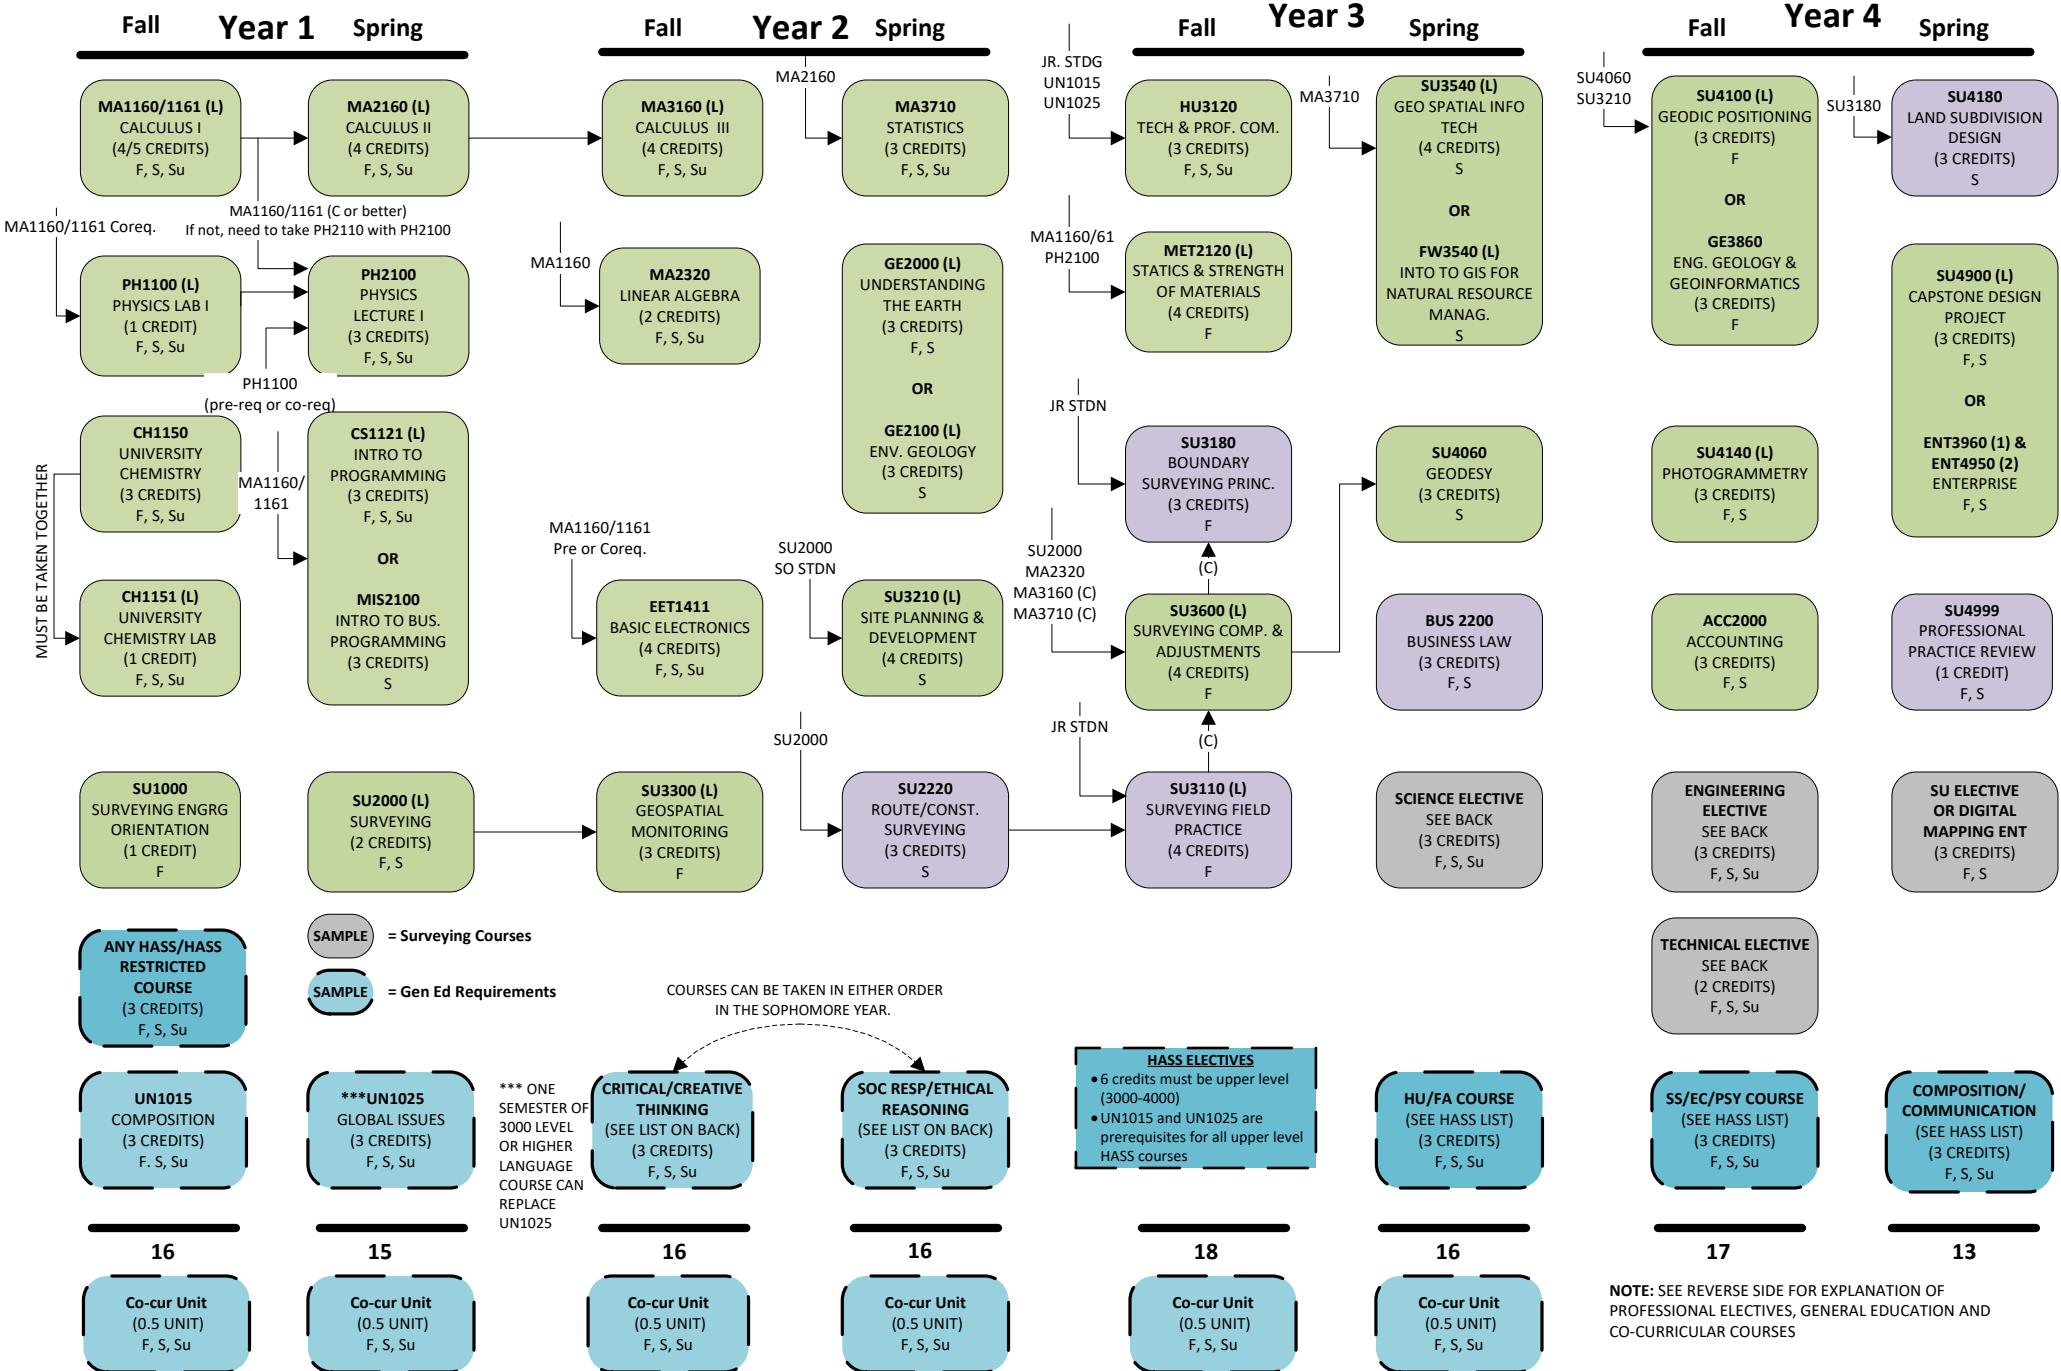 Fall
Year 1
Spring
Fall
Year 2
Spring
Fall
Year 3
Spring
Fall
Year 4
Spring
MA1160/1161 (L)
CALCULUS I
(4/5 CREDITS)
F, S, Su
MA2160 (L)
CALCULUS II
(4 CREDITS)
F, S, Su
MA3160 (L)
CALCULUS III
(4 CREDITS)
F, S, Su
MA2160
MA3710
STATISTICS
(3 CREDITS)
F, S, Su
JR. STDG
UN1015
UN1025
HU3120
TECH & PROF. COM.
(3 CREDITS)
F, S, Su
MA3710
SU3540 (L)
GEO SPATIAL INFO
TECH
(4 CREDITS)
S
OR
FW3540 (L)
INTO TO GIS FOR
NATURAL RESOURCE
MANAG.
S
SU4060
SU3210
SU4100 (L)
GEODIC POSITIONING
(3 CREDITS)
F
OR
GE3860
ENG. GEOLOGY &
GEOINFORMATICS
(3 CREDITS)
F
SU3180
SU4180
LAND SUBDIVISION
DESIGN
(3 CREDITS)
S
MA1160/1161 Coreq.
MA1160/1161 (C or better)
If not, need to take PH2110 with PH2100
PH1100 (L)
PHYSICS LAB I
(1 CREDIT)
F, S, Su
PH2100
PHYSICS
LECTURE I
(3 CREDITS)
F, S, Su
PH1100
(pre-req or co-req)
MA1160
MA2320
LINEAR ALGEBRA
(2 CREDITS)
F, S, Su
GE2000 (L)
UNDERSTANDING
THE EARTH
(3 CREDITS)
F, S
OR
GE2100 (L)
ENV. GEOLOGY
(3 CREDITS)
S
MA1160/61
PH2100
MET2120 (L)
STATICS & STRENGTH
OF MATERIALS
(4 CREDITS)
F
SU4900 (L)
CAPSTONE DESIGN
PROJECT
(3 CREDITS)
F, S
OR
ENT3960 (1) &
ENT4950 (2)
ENTERPRISE
F, S
MUST BE TAKEN TOGETHER
CH1150
UNIVERSITY
CHEMISTRY
(3 CREDITS)
F, S, Su
MA1160/
1161
CS1121 (L)
INTRO TO
PROGRAMMING
(3 CREDITS)
F, S, Su
OR
MIS2100
INTRO TO BUS.
PROGRAMMING
(3 CREDITS)
S
JR STDN
SU3180
BOUNDARY
SURVEYING PRINC.
(3 CREDITS)
F
SU4060
GEODESY
(3 CREDITS)
S
SU4140 (L)
PHOTOGRAMMETRY
(3 CREDITS)
F, S
CH1151 (L)
UNIVERSITY
CHEMISTRY LAB
(1 CREDIT)
F, S, Su
MA1160/1161
Pre or Coreq.
EET1411
BASIC ELECTRONICS
(4 CREDITS)
F, S, Su
SU2000
SO STDN
SU3210 (L)
SITE PLANNING &
DEVELOPMENT
(4 CREDITS)
S
SU2000
MA2320
MA3160 (C)
MA3710 (C)
(C)
SU3600 (L)
SURVEYING COMP. &
ADJUSTMENTS
(4 CREDITS)
F
BUS 2200
BUSINESS LAW
(3 CREDITS)
F, S
ACC2000
ACCOUNTING
(3 CREDITS)
F, S
SU4999
PROFESSIONAL
PRACTICE REVIEW
(1 CREDIT)
F, S
SU1000
SURVEYING ENGRG
ORIENTATION
(1 CREDIT)
F
SU2000 (L)
SURVEYING
(2 CREDITS)
F, S
SU3300 (L)
GEOSPATIAL
MONITORING
(3 CREDITS)
F
SU2000
SU2220
ROUTE/CONST.
SURVEYING
(3 CREDITS)
S
JR STDN
(C)
SU3110 (L)
SURVEYING FIELD
PRACTICE
(4 CREDITS)
F
SCIENCE ELECTIVE
SEE BACK
(3 CREDITS)
F, S, Su
ENGINEERING
ELECTIVE
SEE BACK
(3 CREDITS)
F, S, Su
SU ELECTIVE
OR DIGITAL
MAPPING ENT
(3 CREDITS)
F, S
ANY HASS/HASS
RESTRICTED
COURSE
(3 CREDITS)
F, S, Su
SAMPLE = Surveying Courses
SAMPLE = Gen Ed Requirements
COURSES CAN BE TAKEN IN EITHER ORDER
IN THE SOPHOMORE YEAR.
TECHNICAL ELECTIVE
SEE BACK
(2 CREDITS)
F, S, Su
UN1015
COMPOSITION
(3 CREDITS)
F. S, Su
***UN1025
GLOBAL ISSUES
(3 CREDITS)
F, S, Su
*** ONE
SEMESTER OF
3000 LEVEL
OR HIGHER
LANGUAGE
COURSE CAN
REPLACE
UN1025
CRITICAL/CREATIVE
THINKING
(SEE LIST ON BACK)
(3 CREDITS)
F, S, Su
SOC RESP/ETHICAL
REASONING
(SEE LIST ON BACK)
(3 CREDITS)
F, S, Su
HASS ELECTIVES
• 6 credits must be upper level
(3000-4000)
• UN1015 and UN1025 are
prerequisites for all upper level
HASS courses
HU/FA COURSE
(SEE HASS LIST)
(3 CREDITS)
F, S, Su
SS/EC/PSY COURSE
(SEE HASS LIST)
(3 CREDITS)
F, S, Su
COMPOSITION/
COMMUNICATION
(SEE HASS LIST)
(3 CREDITS)
F, S, Su
16
15
16
16
18
16
17
13
Co-cur Unit
(0.5 UNIT)
F, S, Su
Co-cur Unit
(0.5 UNIT)
F, S, Su
Co-cur Unit
(0.5 UNIT)
F, S, Su
Co-cur Unit
(0.5 UNIT)
F, S, Su
Co-cur Unit
(0.5 UNIT)
F, S, Su
Co-cur Unit
(0.5 UNIT)
F, S, Su
NOTE: SEE REVERSE SIDE FOR EXPLANATION OF
PROFESSIONAL ELECTIVES, GENERAL EDUCATION AND
CO-CURRICULAR COURSES